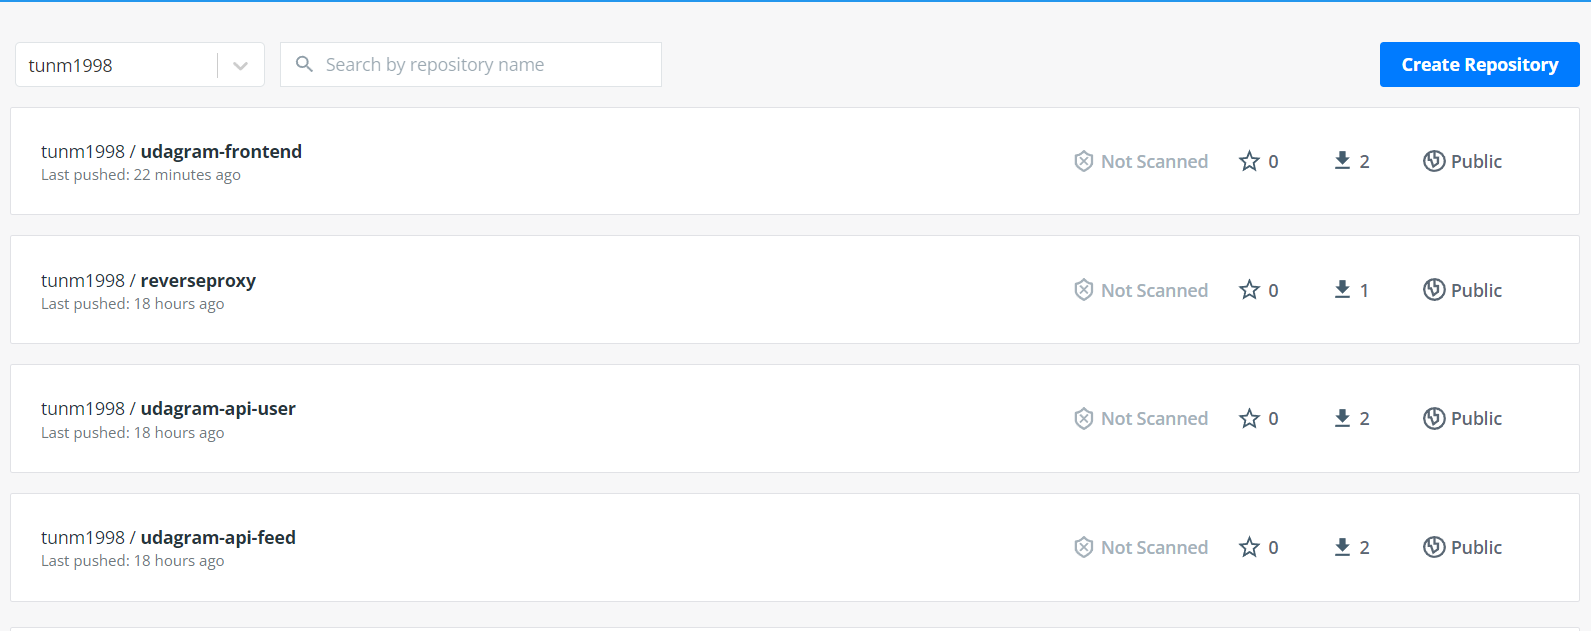 tunm1998
Search by repository name
Create Repository
tunm1998 / udagram-frontend
Last pushed: 22 minutes ago
Not Scanned
0
2
Public
tunm1998 / reverseproxy
Last pushed: 18 hours ago
Not Scanned
0
1
Public
tunm1998 / udagram-api-user
Last pushed: 18 hours ago
Not Scanned
0
2
Public
tunm1998 / udagram-api-feed
Last pushed: 18 hours ago
Not Scanned
0
2
Public